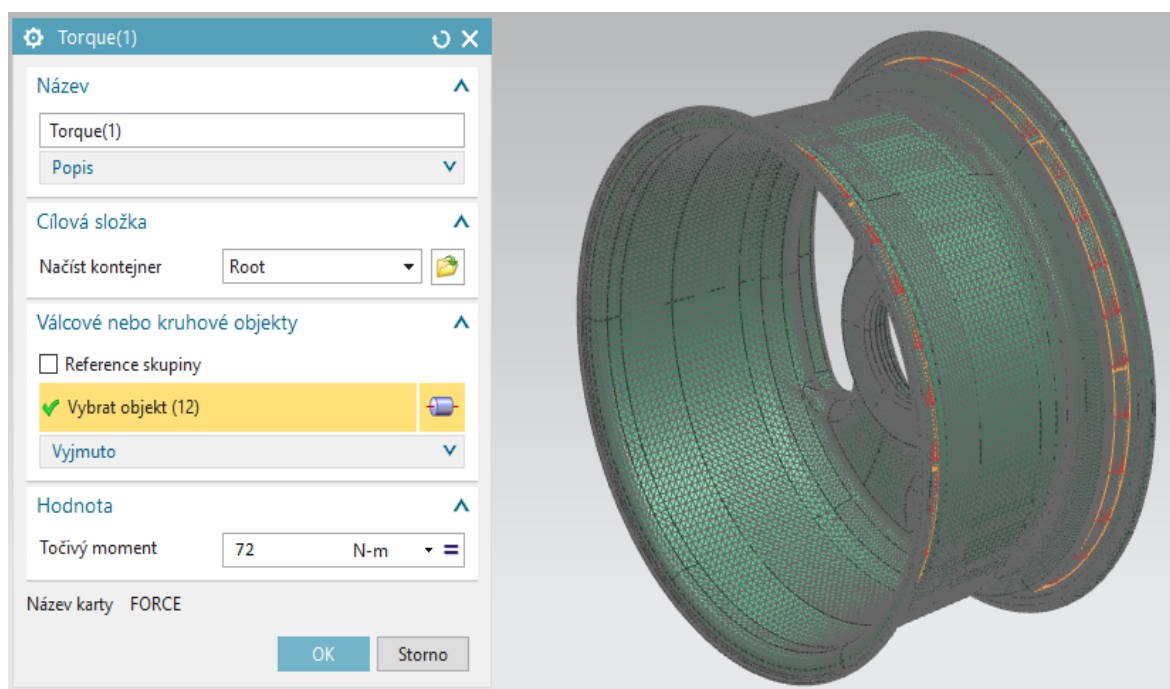 Torque(1)
Název
Torque(1)
Popis
Cílová složka
Načíst kontejner Root
Válcové nebo kruhové objekty
Reference skupiny
Vybrat objekt (12)
Vyjmuto
Hodnota
Točivý moment 72 N-m
Název karty FORCE
OK Storno